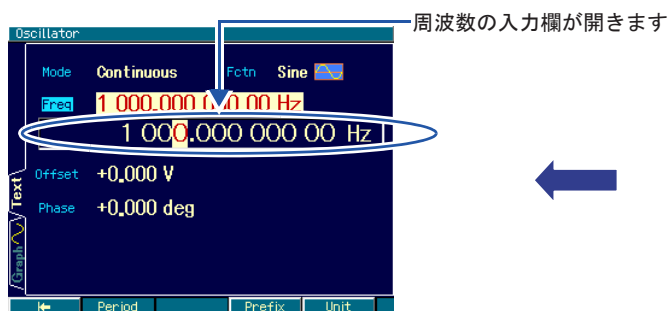 周波数の入力欄が開きます
Oscillator
Mode Continuous Fctn Sine
Freq 1 000.000 000 00 Hz
1 000.000 000 00 Hz
Offset +0.000 V
Phase +0.000 deg
Text
Graph
Period Prefix Unit